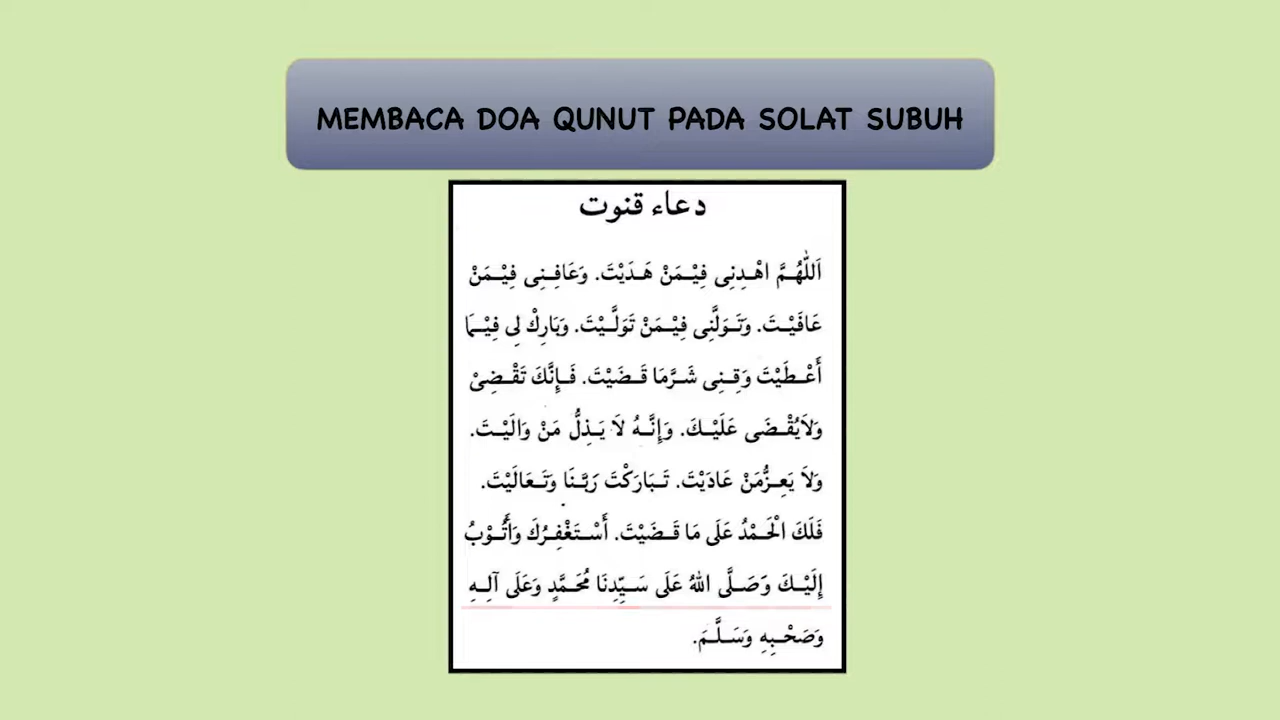 MEMBACA DOA QUNUT PADA SOLAT SUBUH
دعاء قنوت
اَللّٰهُمَّ اهْدِنِى فِيْمَنْ هَدَيْتَ. وَعَافِنِى فِيْمَنْ
عَافَيْتَ. وَتَوَلَّنِى فِيْمَنْ تَوَلَّيْتَ. وَبَارِكْ لِى فِيْمَا
أَعْطَيْتَ وَقِنِى شَرَّمَا قَضَيْتَ. فَإِنَّكَ تَقْضِىْ
وَلَايُقْضَى عَلَيْكَ. وَإِنَّهُ لَا يَذِلُّ مَنْ وَالَيْتَ.
وَلَا يَعِزُّمَنْ عَادَيْتَ. تَبَارَكْتَ رَبَّنَا وَتَعَالَيْتَ.
فَلَكَ الْحَمْدُ عَلَى مَا قَضَيْتَ. أَسْتَغْفِرُكَ وَأَتُوْبُ
إِلَيْكَ وَصَلَّى اللهُ عَلَى سَيِّدِنَا مُحَمَّدٍ وَعَلَى آلِهِ
وَصَحْبِهِ وَسَلَّمَ.